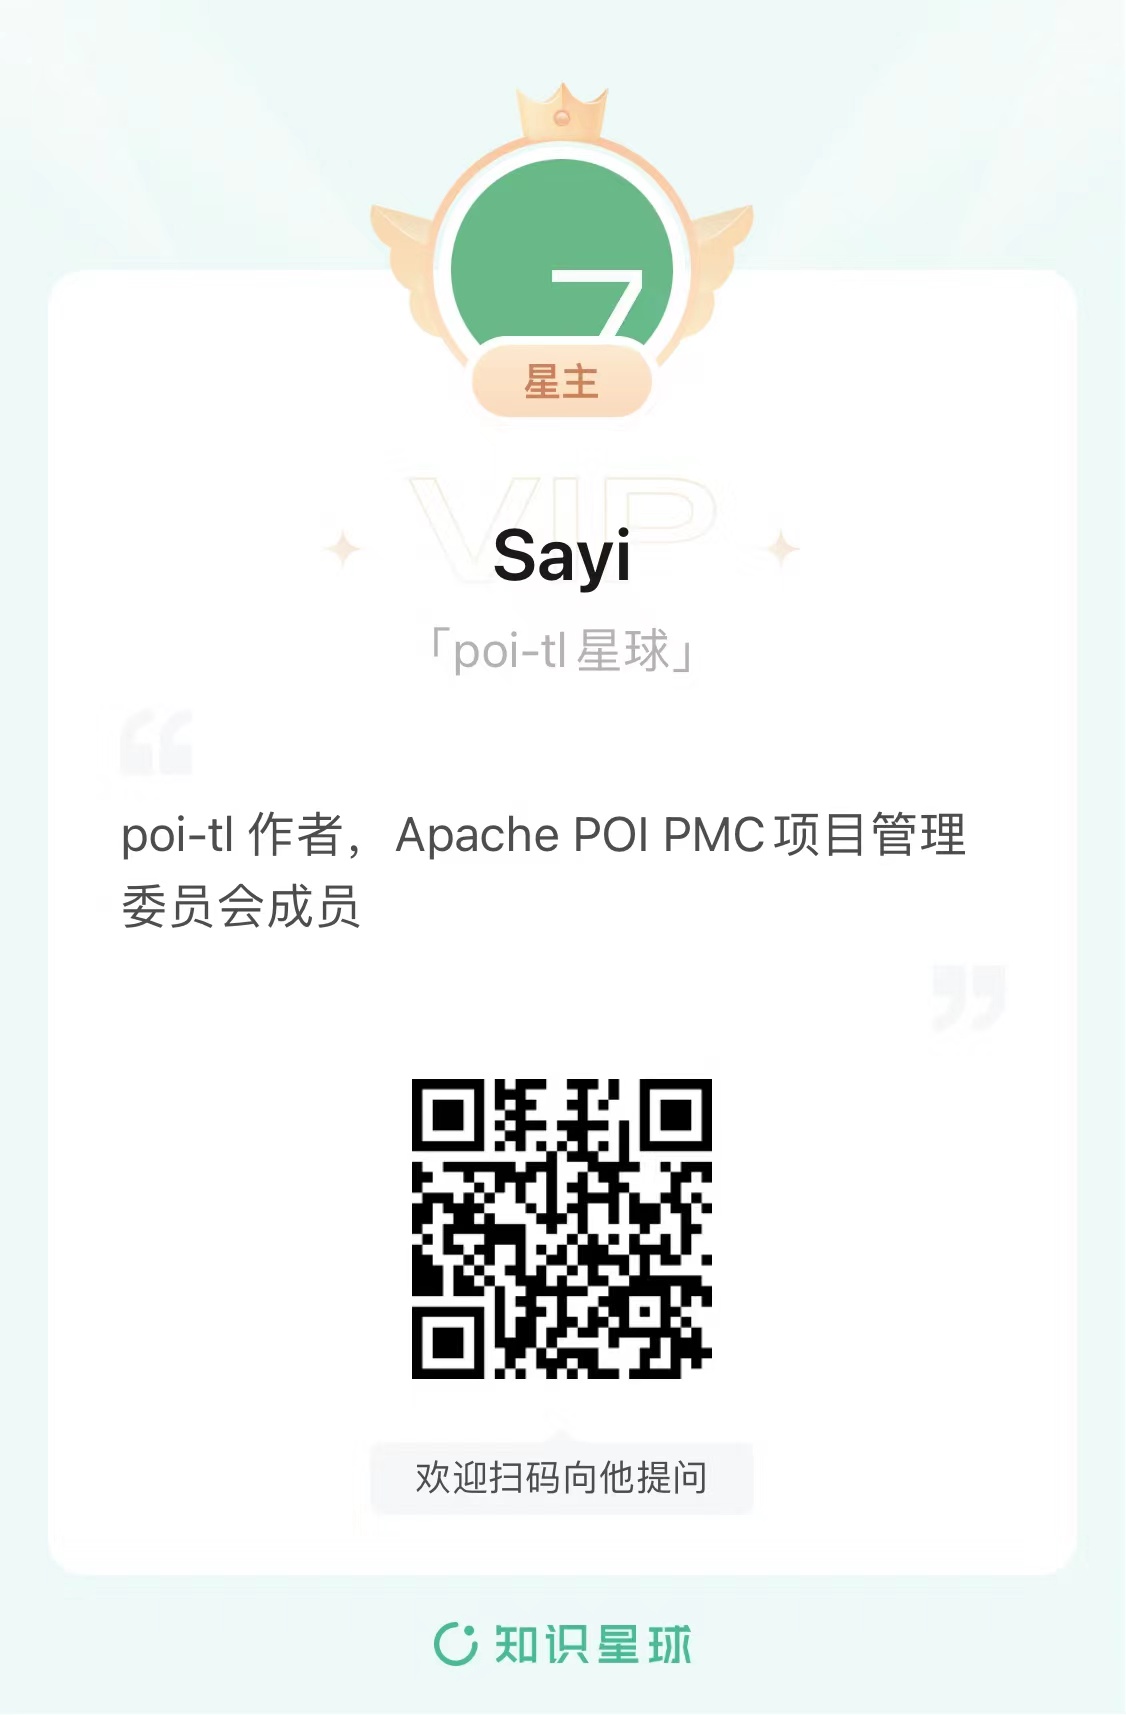 星主
VIP
Sayi
「poi-tl 星球」
poi-tl 作者，Apache POI PMC 项目管理
委员会成员
欢迎扫码向他提问
知识星球